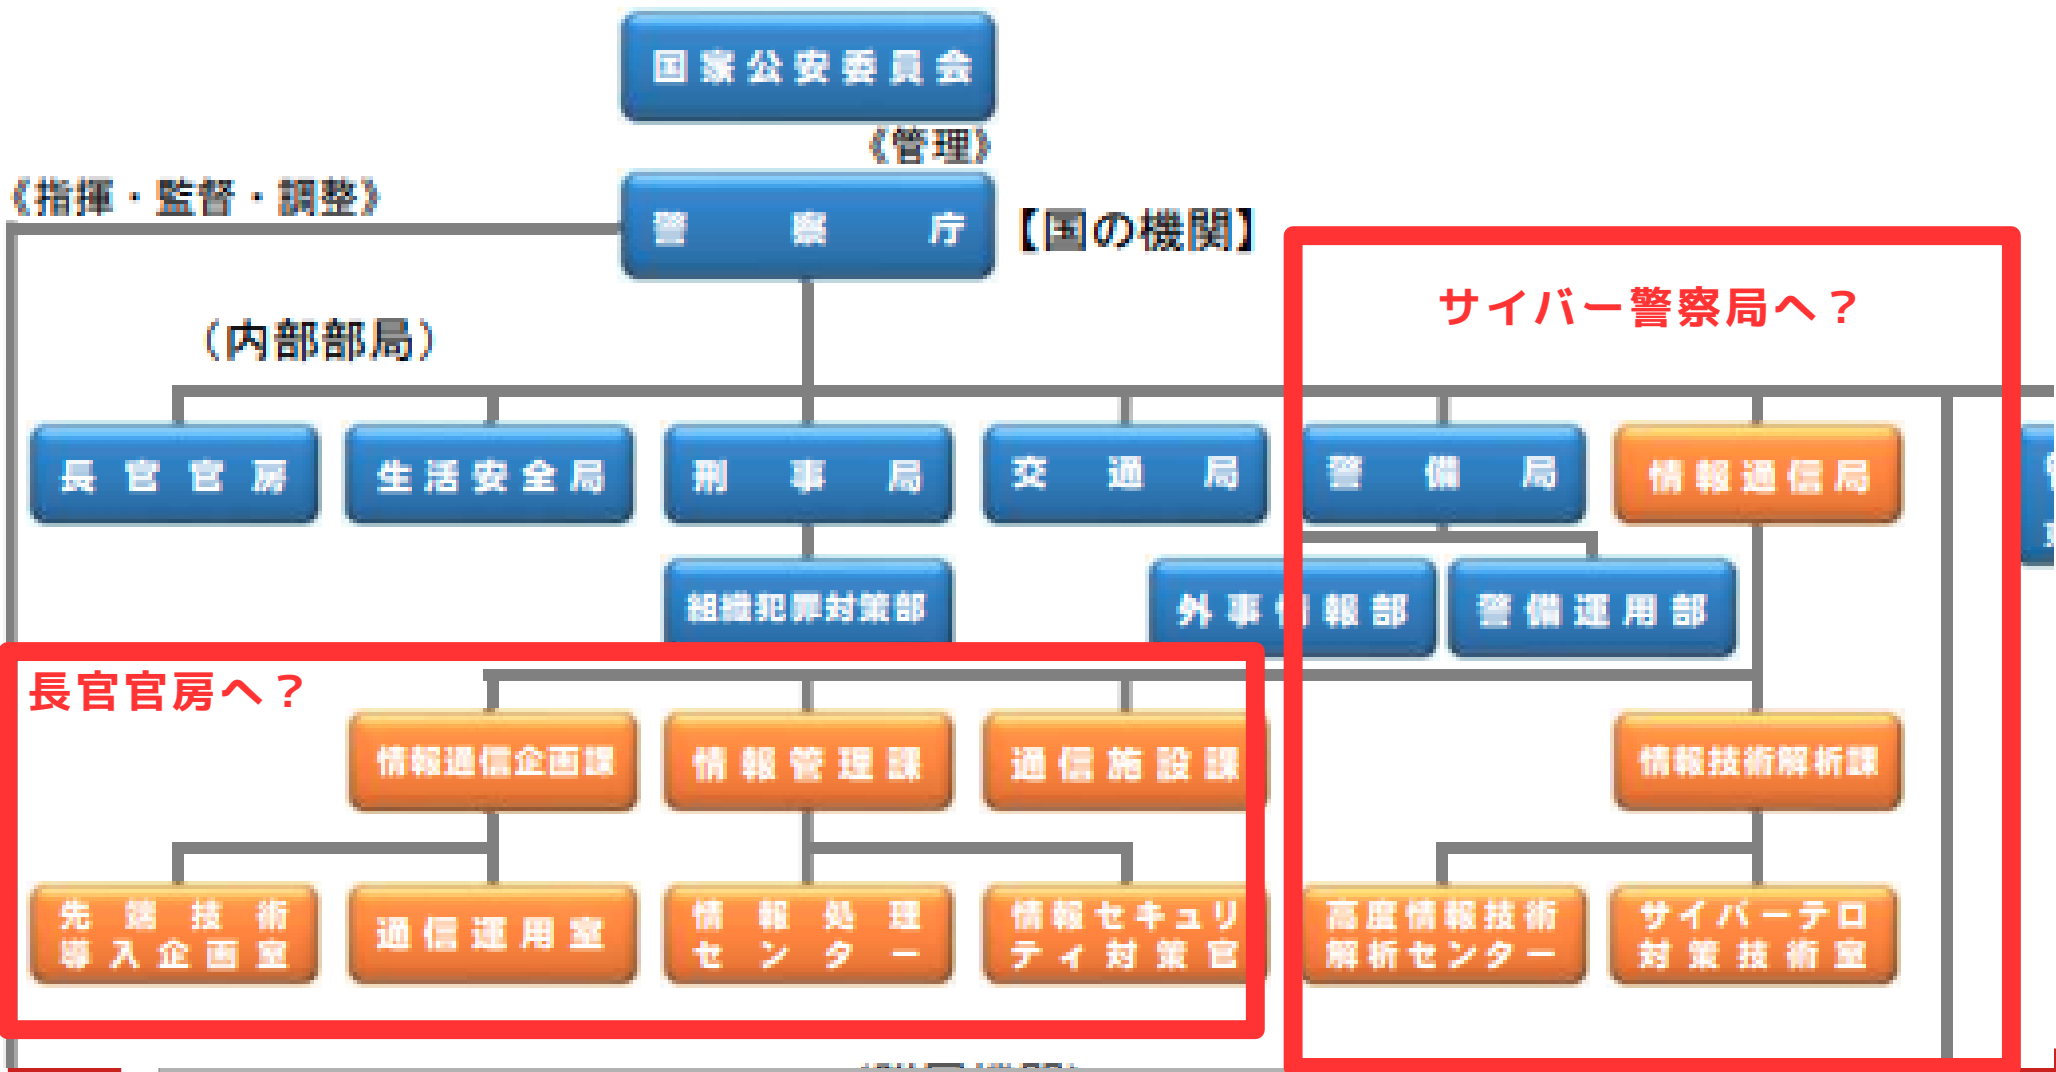 国家公安委員会
《管理》
《指揮・監督・調整》
警察庁
【国の機関】
サイバー警察局へ？
（内部部局）
長官官房
生活安全局
刑事局
交通局
警備局
情報通信局
組織犯罪対策部
外事情報部
警備運用部
長官官房へ？
情報通信企画課
情報管理課
通信施設課
情報技術解析課
先端技術
導入企画室
通信運用室
情報処理
センター
情報セキュリ
ティ対策官
高度情報技術
解析センター
サイバーテロ
対策技術室